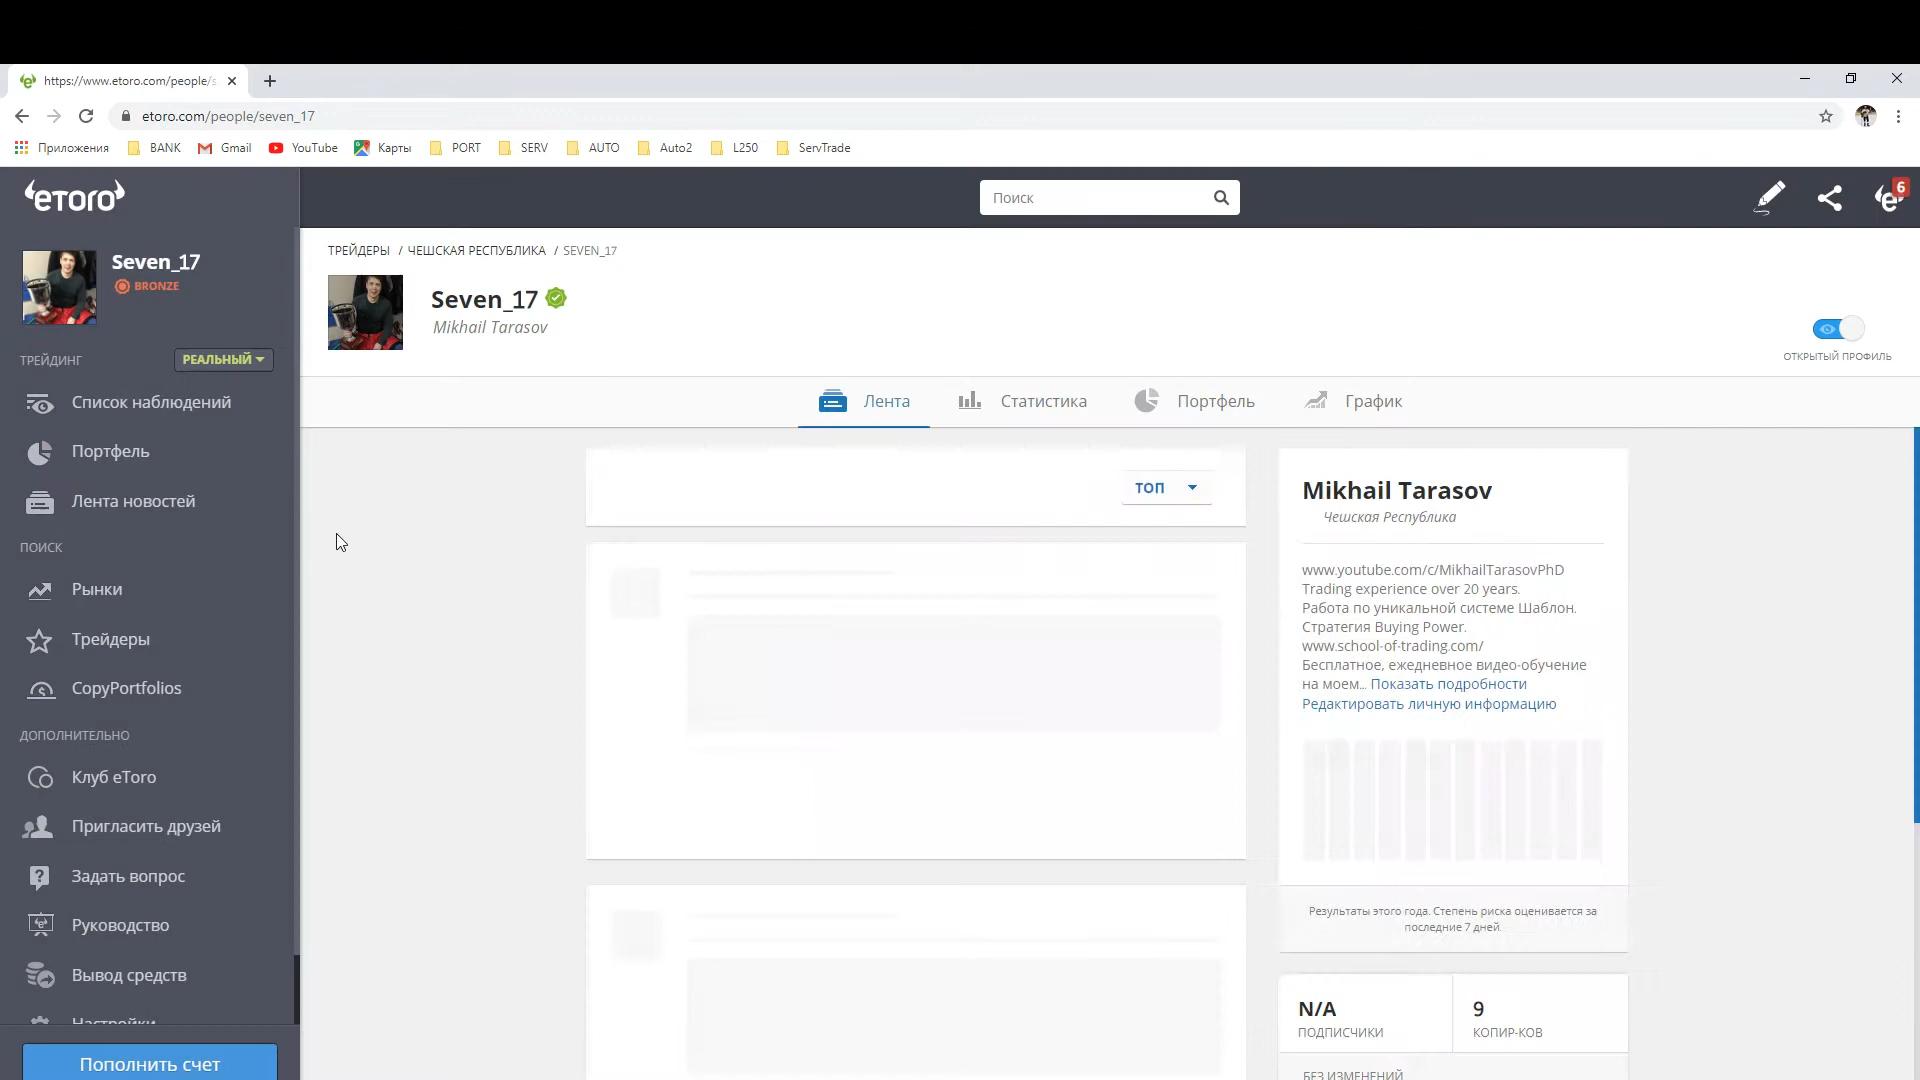 https://www.etoro.com/people/s
etoro.com/people/seven_17
Приложения
BANK
Gmail
YouTube
Карты
PORT
SERV
AUTO
Auto2
L250
ServTrade
eTORO
Поиск
6
Seven_17
BRONZE
ТРЕЙДИНГ
РЕАЛЬНЫЙ
Список наблюдений
Портфель
Лента новостей
ПОИСК
Рынки
Трейдеры
CopyPortfolios
ДОПОЛНИТЕЛЬНО
Клуб eToro
Пригласить друзей
Задать вопрос
Руководство
Вывод средств
Настройки
Пополнить счет
ТРЕЙДЕРЫ / ЧЕШСКАЯ РЕСПУБЛИКА / SEVEN_17
Seven_17
Mikhail Tarasov
ОТКРЫТЫЙ ПРОФИЛЬ
Лента
Статистика
Портфель
График
ТОП
Mikhail Tarasov
Чешская Республика
www.youtube.com/c/MikhailTarasovPhD
Trading experience over 20 years.
Работа по уникальной системе Шаблон.
Стратегия Buying Power.
www.school-of-trading.com/
Бесплатное, ежедневное видео-обучение
на моем... Показать подробности
Редактировать личную информацию
Результаты этого года. Степень риска оценивается за
последние 7 дней.
N/A
ПОДПИСЧИКИ
9
КОПИР-КОВ
БЕЗ ИЗМЕНЕНИЙ